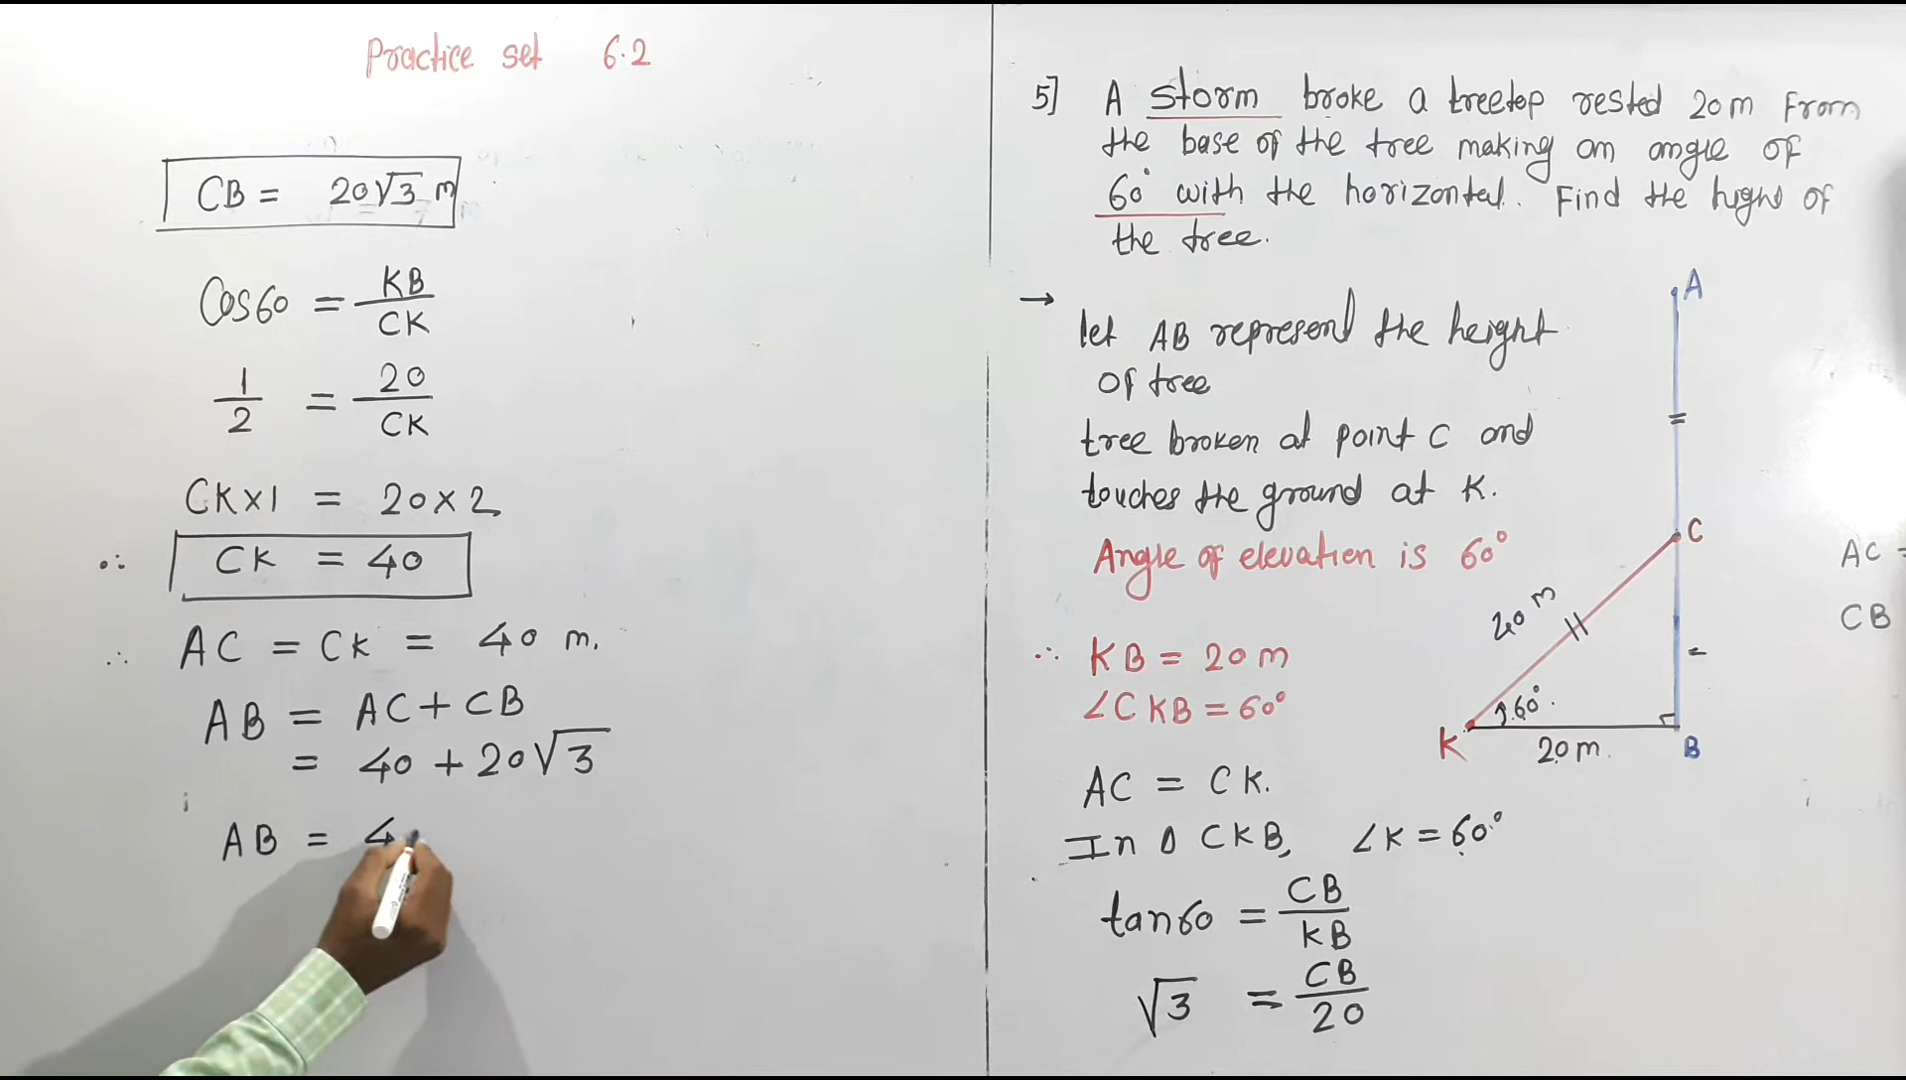 Practice set 6.2
CB = 20√3 m
Cos60 = KB/CK
1/2 = 20/CK
CK×1 = 20×2
∴ CK = 40
∴ AC = CK = 40 m.
AB = AC+CB
= 40 + 20√3
AB = 4
5] A storm broke a treetop rested 20m From
the base of the tree making an angle of
60° with the horizontal. Find the hight of
the tree.
→ let AB represent the height
of tree
tree broken at point C and
touches the ground at K.
Angle of elevation is 60°
∴ KB = 20m
∠CKB = 60°
AC = CK.
In Δ CKB, ∠K = 60°
tan60 = CB/KB
√3 = CB/20
A
C
40 m
60°.
K
20m.
B
AC =
CB